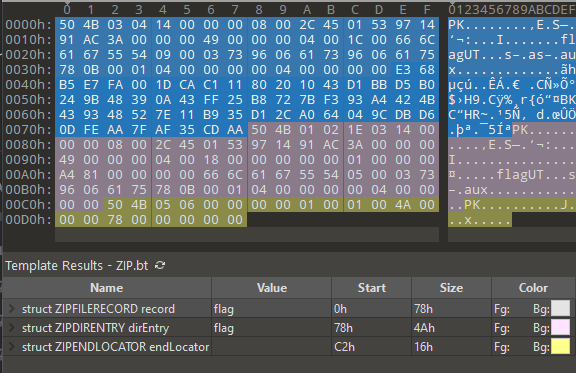 0 1 2 3 4 5 6 7 8 9 A B C D E F 0123456789ABCDEF
0000h: 50 4B 03 04 14 00 00 00 08 00 2C 45 01 53 97 14 PK........,E.S—.
0010h: 91 AC 3A 00 00 00 49 00 00 00 04 00 1C 00 66 6C ‘¬:...I.......fl
0020h: 61 67 55 54 09 00 03 73 96 06 61 73 96 06 61 75 agUT...s–.as–.au
0030h: 78 0B 00 01 04 00 00 00 00 04 00 00 00 00 E3 68 x.............ãh
0040h: B5 E7 FA 00 1D CA C1 11 80 20 10 43 D1 BB D5 B0 µçú..ÊÁ.€ .CÑ»Õ°
0050h: 24 9B 48 39 0A 43 FF 25 B8 72 7B F3 93 A4 42 4B $›H9.Cÿ%¸r{ó“¤BK
0060h: 43 93 48 52 7E 11 B9 35 D1 2C A0 64 04 9C DB D6 C“HR~.¹5Ñ, d.œÛÖ
0070h: 0D FE AA 7F AF 35 CD AA 50 4B 01 02 1E 03 14 00 .þª.¯5ÍªPK......
0080h: 00 00 08 00 2C 45 01 53 97 14 91 AC 3A 00 00 00 ....,E.S—.‘¬:...
0090h: 49 00 00 00 04 00 18 00 00 00 00 00 01 00 00 00 I...............
00A0h: A4 81 00 00 00 00 66 6C 61 67 55 54 05 00 03 73 ¤.....flagUT...s
00B0h: 96 06 61 75 78 0B 00 01 04 00 00 00 00 04 00 00 –.aux...........
00C0h: 00 00 50 4B 05 06 00 00 00 00 01 00 01 00 4A 00 ..PK..........J.
00D0h: 00 00 78 00 00 00 00 00 ..x.....
Template Results - ZIP.bt
Name Value Start Size Color
struct ZIPFILERECORD record flag 0h 78h Fg: Bg:
struct ZIPDIRENTRY dirEntry flag 78h 4Ah Fg: Bg:
struct ZIPENDLOCATOR endLocator C2h 16h Fg: Bg: